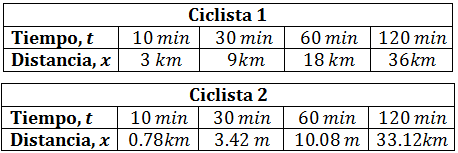 Ciclista 1
Tiempo, t 10 min 30 min 60 min 120 min
Distancia, x 3 km 9km 18 km 36km
Ciclista 2
Tiempo, t 10 min 30 min 60 min 120 min
Distancia, x 0.78km 3.42 m 10.08 m 33.12km